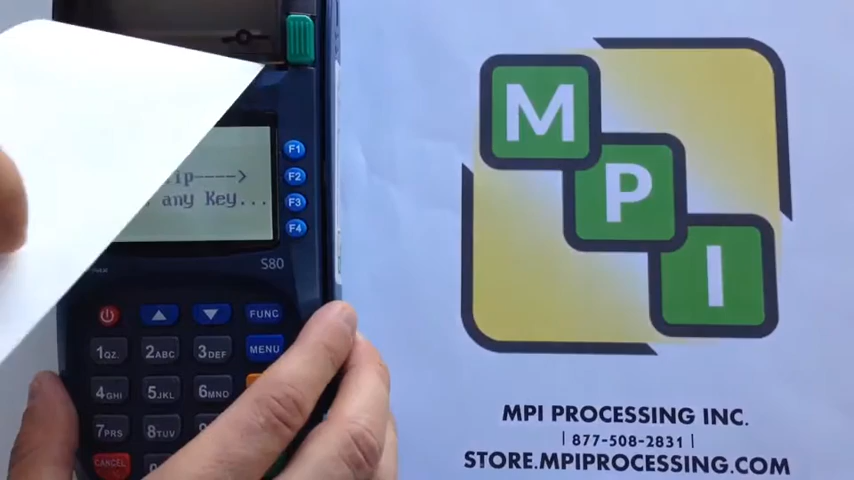 ip---->
any Key...
F1
F2
F3
F4
S80
FUNC
1QZ. 2ABC 3DEF MENU
4GHI 5JKL 6MNO
7PRS 8TUV
CANCEL
M
P
I
MPI PROCESSING INC.
877-508-2831
STORE.MPIPROCESSING.COM